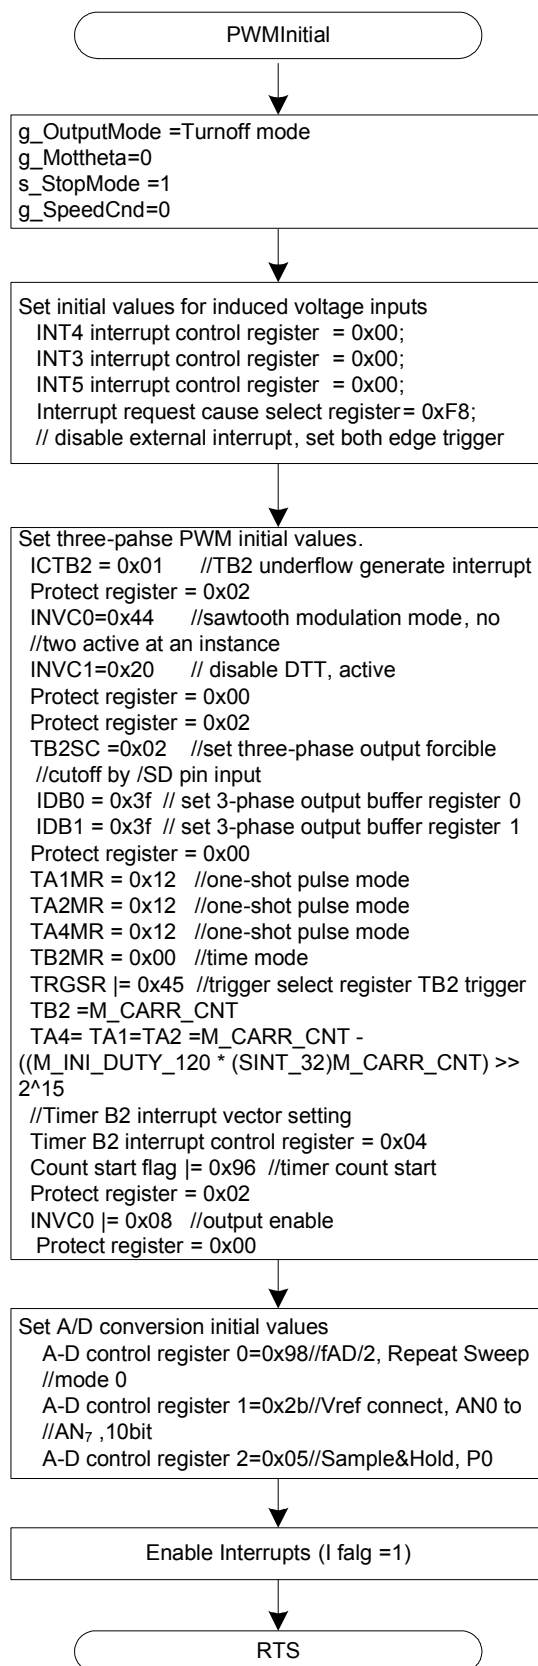 PWMInitial
g_OutputMode =Turnoff mode
g_Mottheta=0
s_StopMode =1
g_SpeedCnd=0
Set initial values for induced voltage inputs
INT4 interrupt control register = 0x00;
INT3 interrupt control register = 0x00;
INT5 interrupt control register = 0x00;
Interrupt request cause select register= 0xF8;
// disable external interrupt, set both edge trigger
Set three-pahse PWM initial values.
ICTB2 = 0x01 //TB2 underflow generate interrupt
Protect register = 0x02
INVC0=0x44 //sawtooth modulation mode, no
//two active at an instance
INVC1=0x20 // disable DTT, active
Protect register = 0x00
Protect register = 0x02
TB2SC =0x02 //set three-phase output forcible
//cutoff by /SD pin input
IDB0 = 0x3f // set 3-phase output buffer register 0
IDB1 = 0x3f // set 3-phase output buffer register 1
Protect register = 0x00
TA1MR = 0x12 //one-shot pulse mode
TA2MR = 0x12 //one-shot pulse mode
TA4MR = 0x12 //one-shot pulse mode
TB2MR = 0x00 //time mode
TRGSR |= 0x45 //trigger select register TB2 trigger
TB2 =M_CARR_CNT
TA4= TA1=TA2 =M_CARR_CNT -
((M_INI_DUTY_120 * (SINT_32)M_CARR_CNT) >>
2^15
//Timer B2 interrupt vector setting
Timer B2 interrupt control register = 0x04
Count start flag |= 0x96 //timer count start
Protect register = 0x02
INVC0 |= 0x08 //output enable
Protect register = 0x00
Set A/D conversion initial values
A-D control register 0=0x98//fAD/2, Repeat Sweep
//mode 0
A-D control register 1=0x2b//Vref connect, AN0 to
//AN₇ ,10bit
A-D control register 2=0x05//Sample&Hold, P0
Enable Interrupts (I falg =1)
RTS